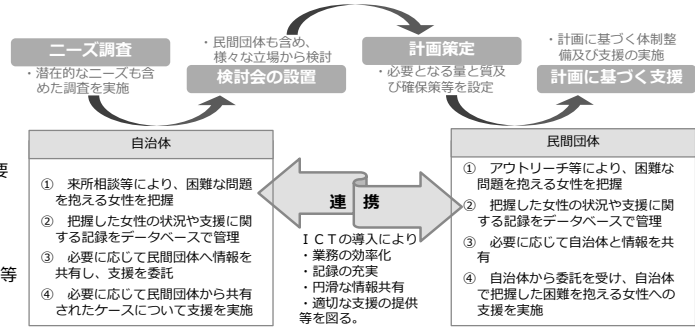 ニーズ調査
・潜在的なニーズも含
めた調査を実施
・民間団体も含め、
様々な立場から検討
検討会の設置
計画策定
・必要となる量と質及
び確保策等を設定
・計画に基づく体制整
備及び支援の実施
計画に基づく支援
要
等
自治体
① 来所相談等により、困難な問題
を抱える女性を把握
② 把握した女性の状況や支援に関
する記録をデータベースで管理
③ 必要に応じて民間団体へ情報を
共有し、支援を委託
④ 必要に応じて民間団体から共有
されたケースについて支援を実施
連 携
ＩＣＴの導入により
・業務の効率化
・記録の充実
・円滑な情報共有
・適切な支援の提供
等を図る。
民間団体
① アウトリーチ等により、困難な
問題を抱える女性を把握
② 把握した女性の状況や支援に関
する記録をデータベースで管理
③ 必要に応じて自治体と情報を共
有
④ 自治体から委託を受け、自治体
で把握した困難を抱える女性への
支援を実施